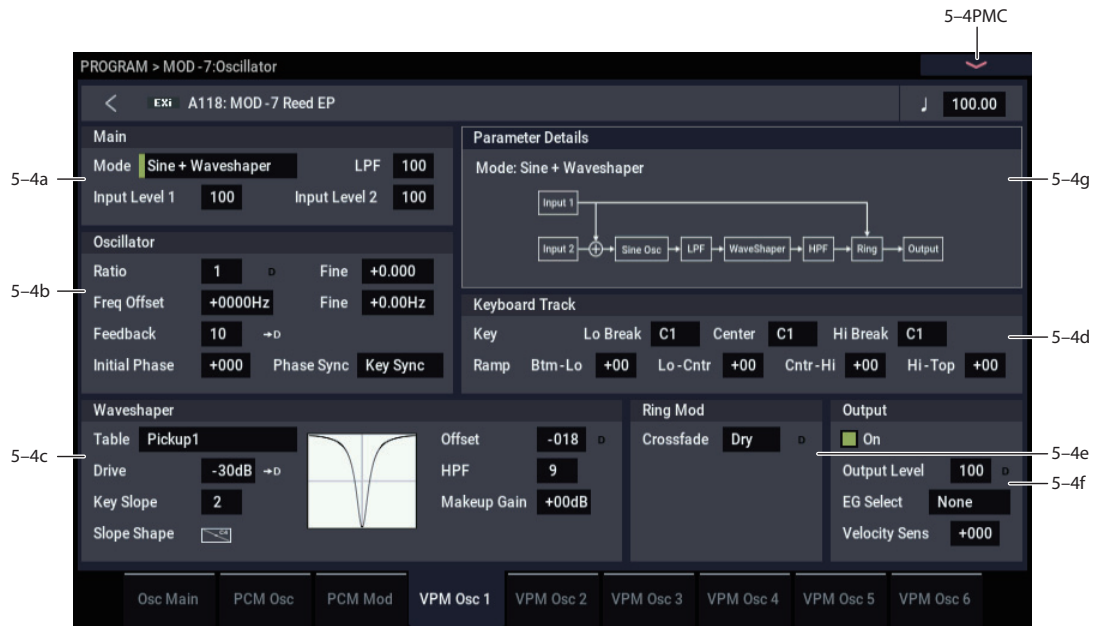 5–4PMC
PROGRAM > MOD-7:Oscillator
EXi A118: MOD-7 Reed EP
♩ 100.00
Main
Mode Sine + Waveshaper LPF 100
Input Level 1 100 Input Level 2 100
5–4a
Parameter Details
Mode: Sine + Waveshaper
Input 1
Input 2 Sine Osc LPF WaveShaper HPF Ring Output
5–4g
Oscillator
Ratio 1 D Fine +0.000
Freq Offset +0000Hz Fine +0.00Hz
Feedback 10 →D
Initial Phase +000 Phase Sync Key Sync
5–4b
Keyboard Track
Key Lo Break C1 Center C1 Hi Break C1
Ramp Btm-Lo +00 Lo-Cntr +00 Cntr-Hi +00 Hi-Top +00
5–4d
Waveshaper
Table Pickup1 Offset -018 D
Drive -30dB →D HPF 9
Key Slope 2 Makeup Gain +00dB
Slope Shape C4
5–4c
Ring Mod
Crossfade Dry D
5–4e
Output
On
Output Level 100 D
EG Select None
Velocity Sens +000
5–4f
Osc Main PCM Osc PCM Mod VPM Osc 1 VPM Osc 2 VPM Osc 3 VPM Osc 4 VPM Osc 5 VPM Osc 6